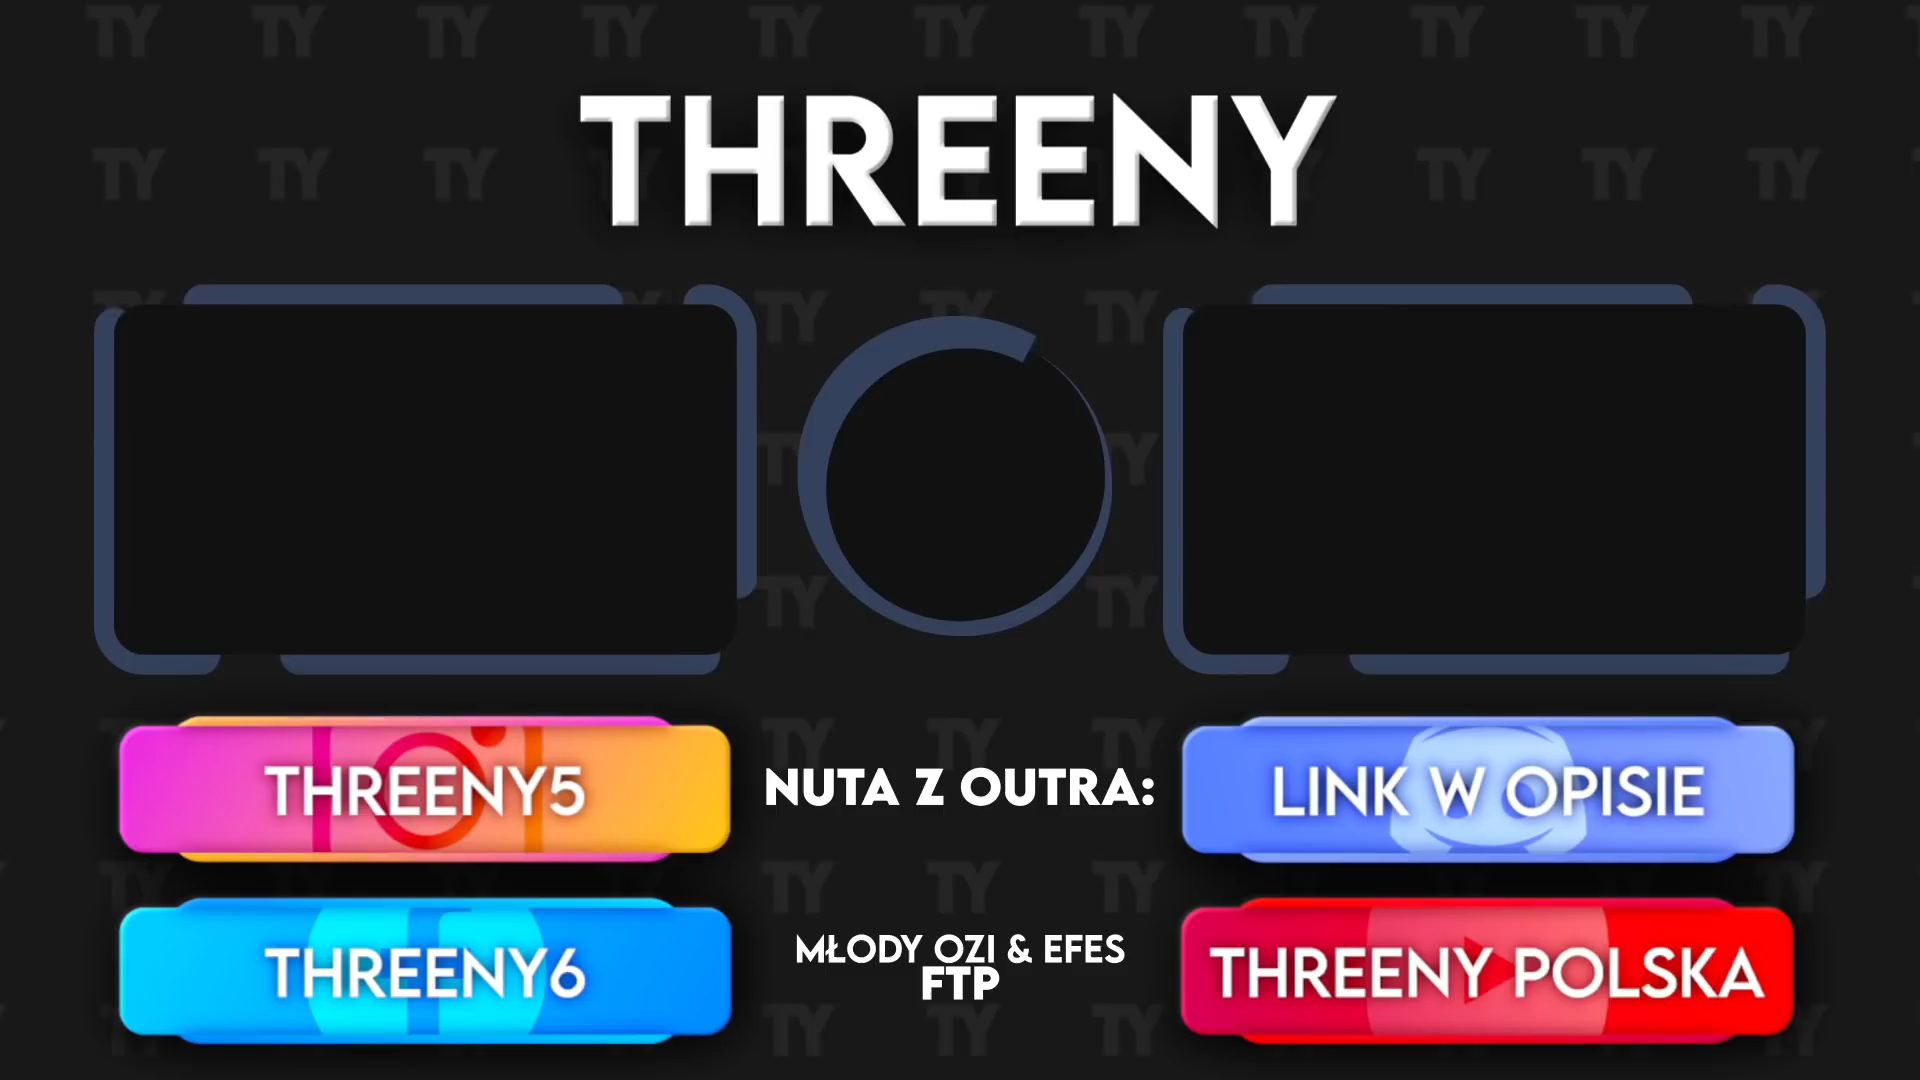 THREENY
THREENY5
NUTA Z OUTRA:
LINK W OPISIE
THREENY6
MŁODY OZI & EFES
FTP
THREENY POLSKA